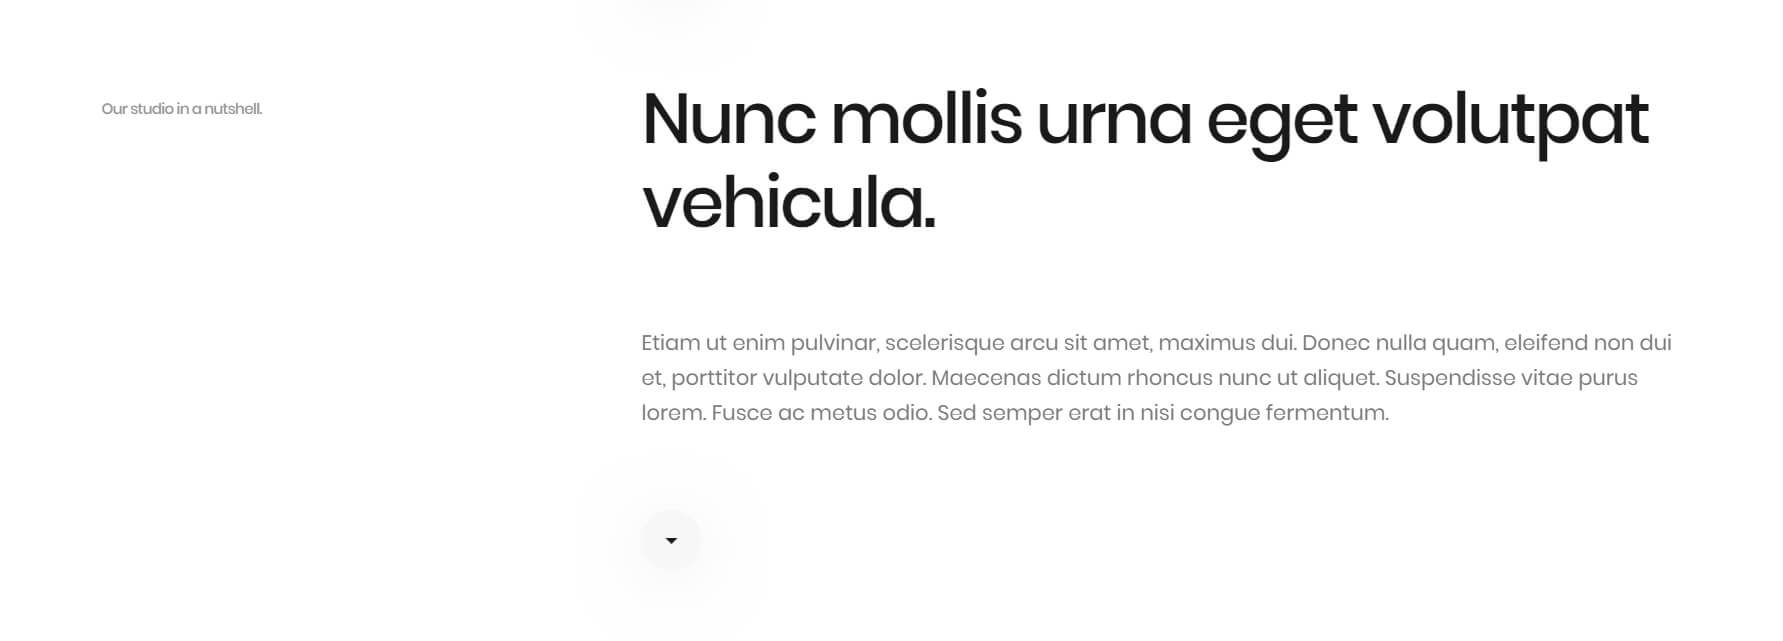 Our studio in a nutshell.
Nunc mollis urna eget volutpat
vehicula.
Etiam ut enim pulvinar, scelerisque arcu sit amet, maximus dui. Donec nulla quam, eleifend non dui
et, porttitor vulputate dolor. Maecenas dictum rhoncus nunc ut aliquet. Suspendisse vitae purus
lorem. Fusce ac metus odio. Sed semper erat in nisi congue fermentum.